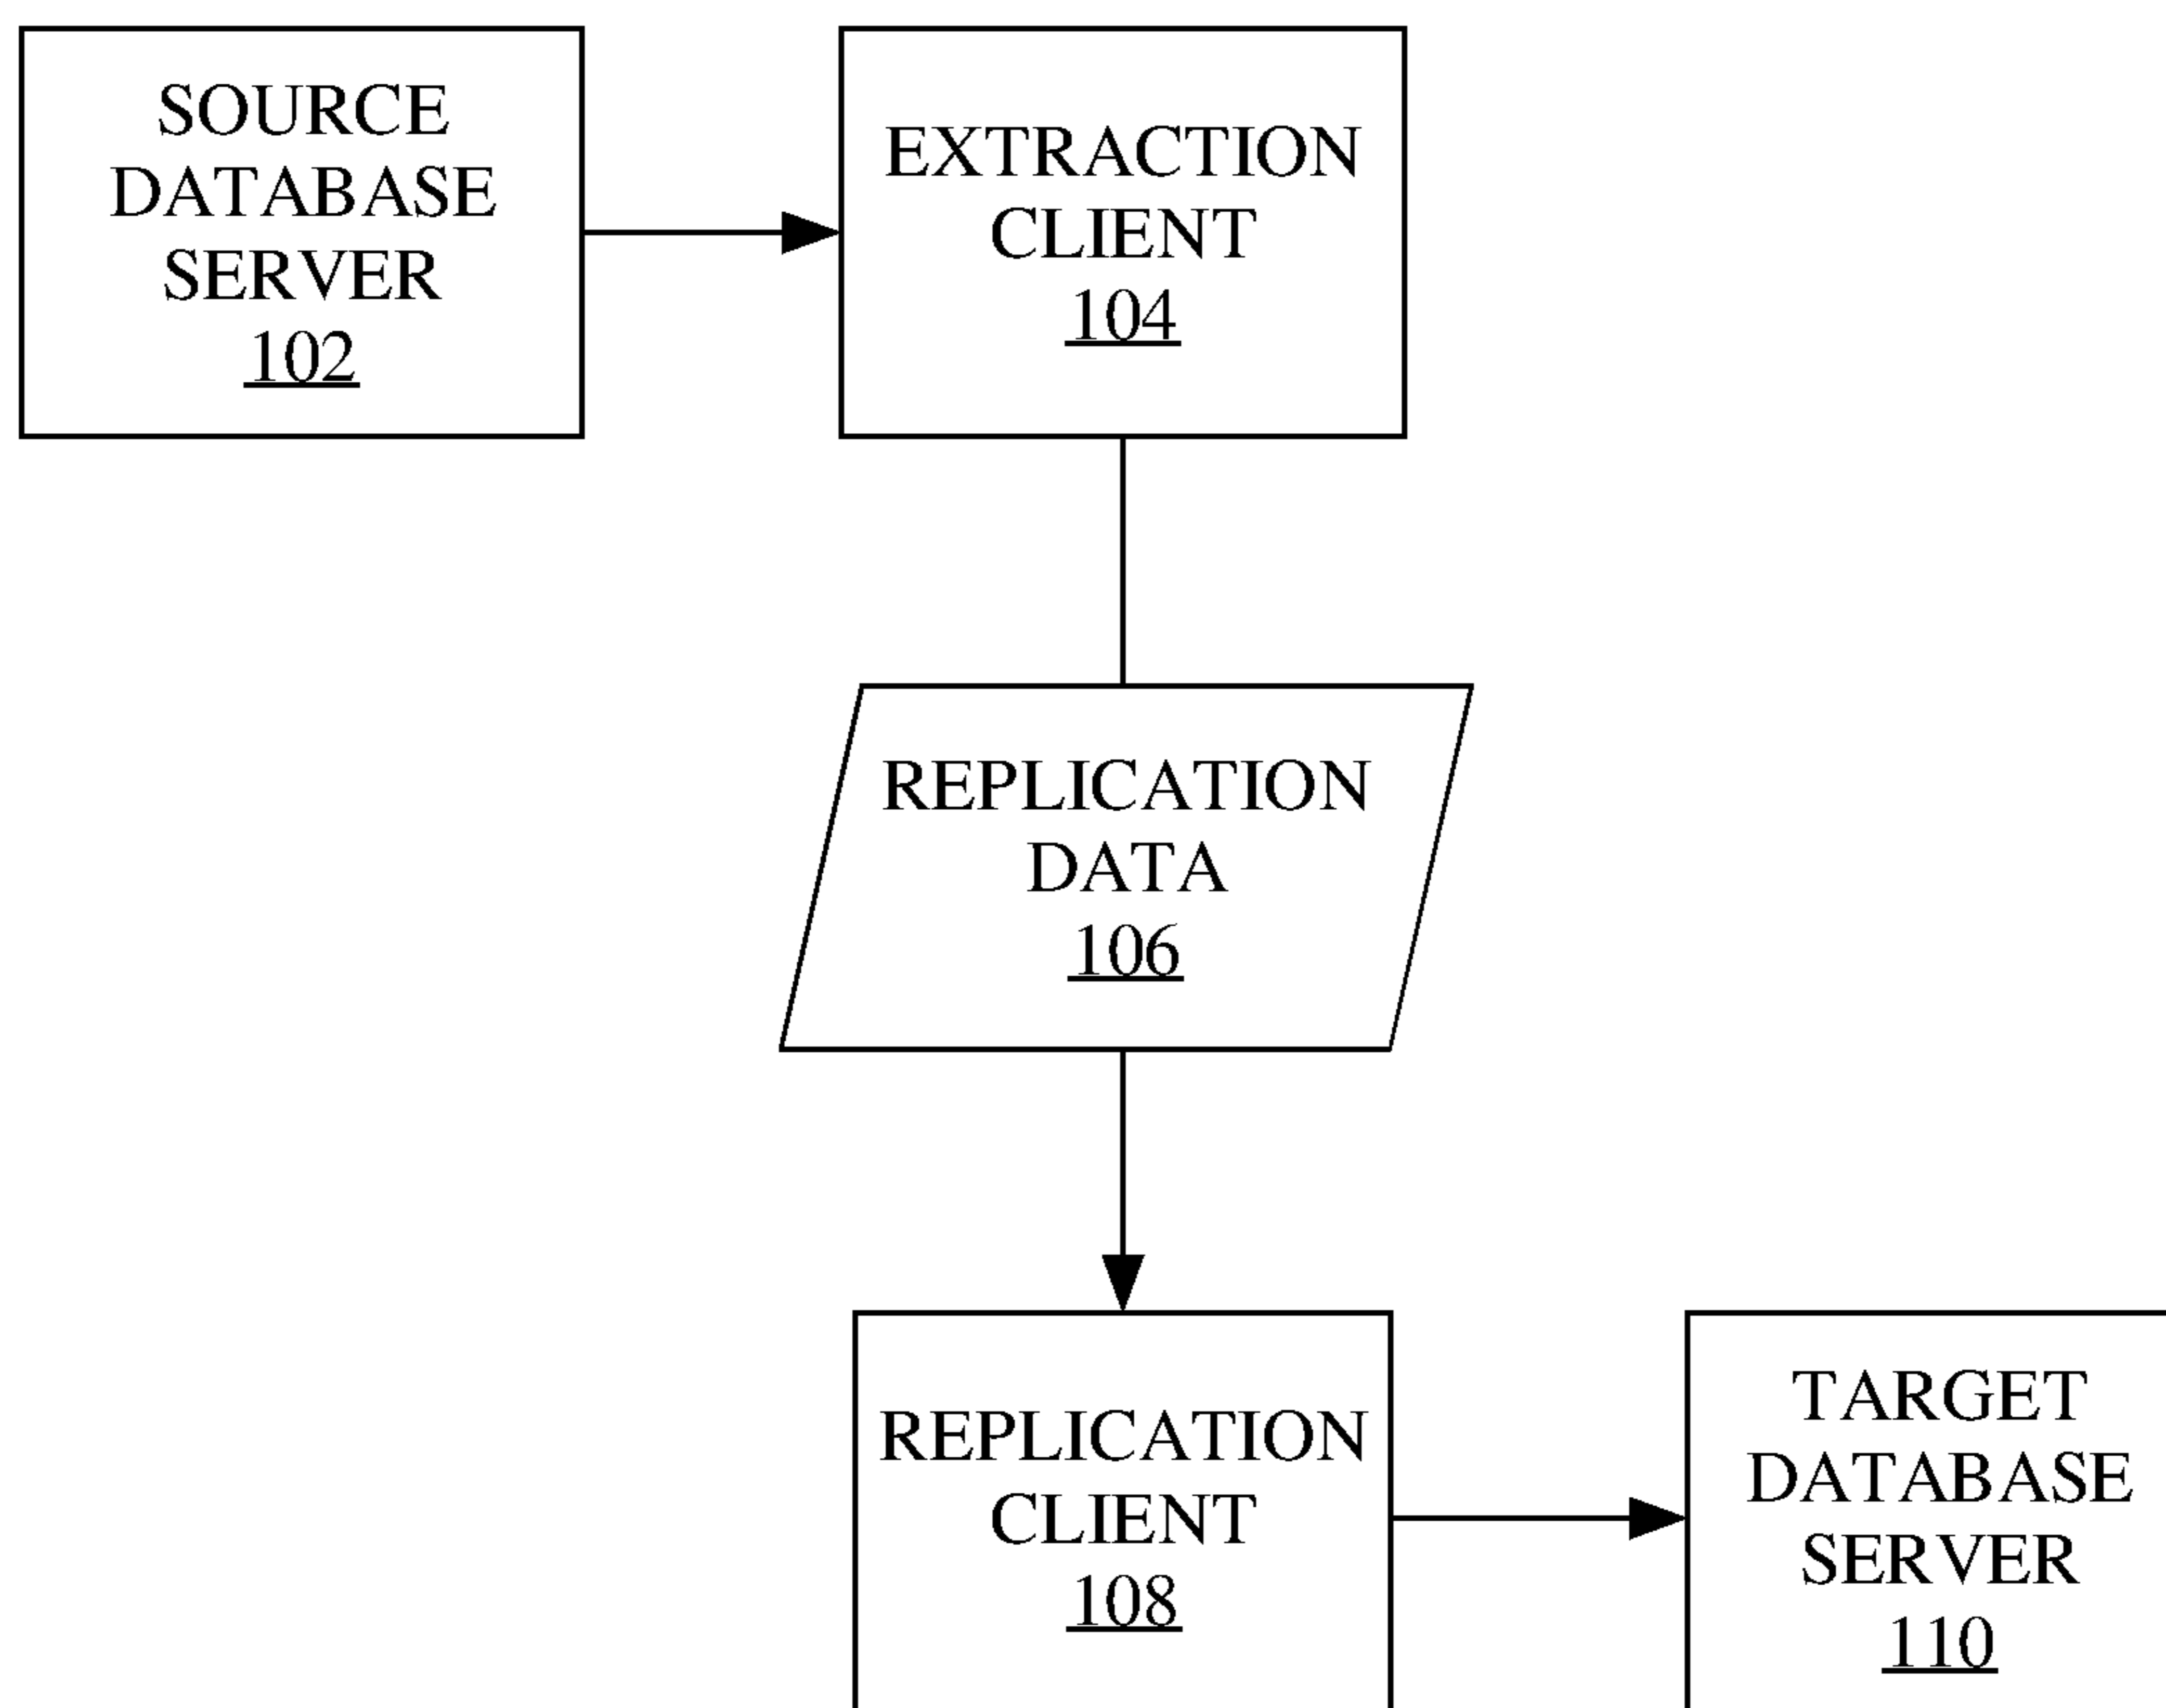 SOURCE
DATABASE
SERVER
102
EXTRACTION
CLIENT
104
REPLICATION
DATA
106
REPLICATION
CLIENT
108
TARGET
DATABASE
SERVER
110